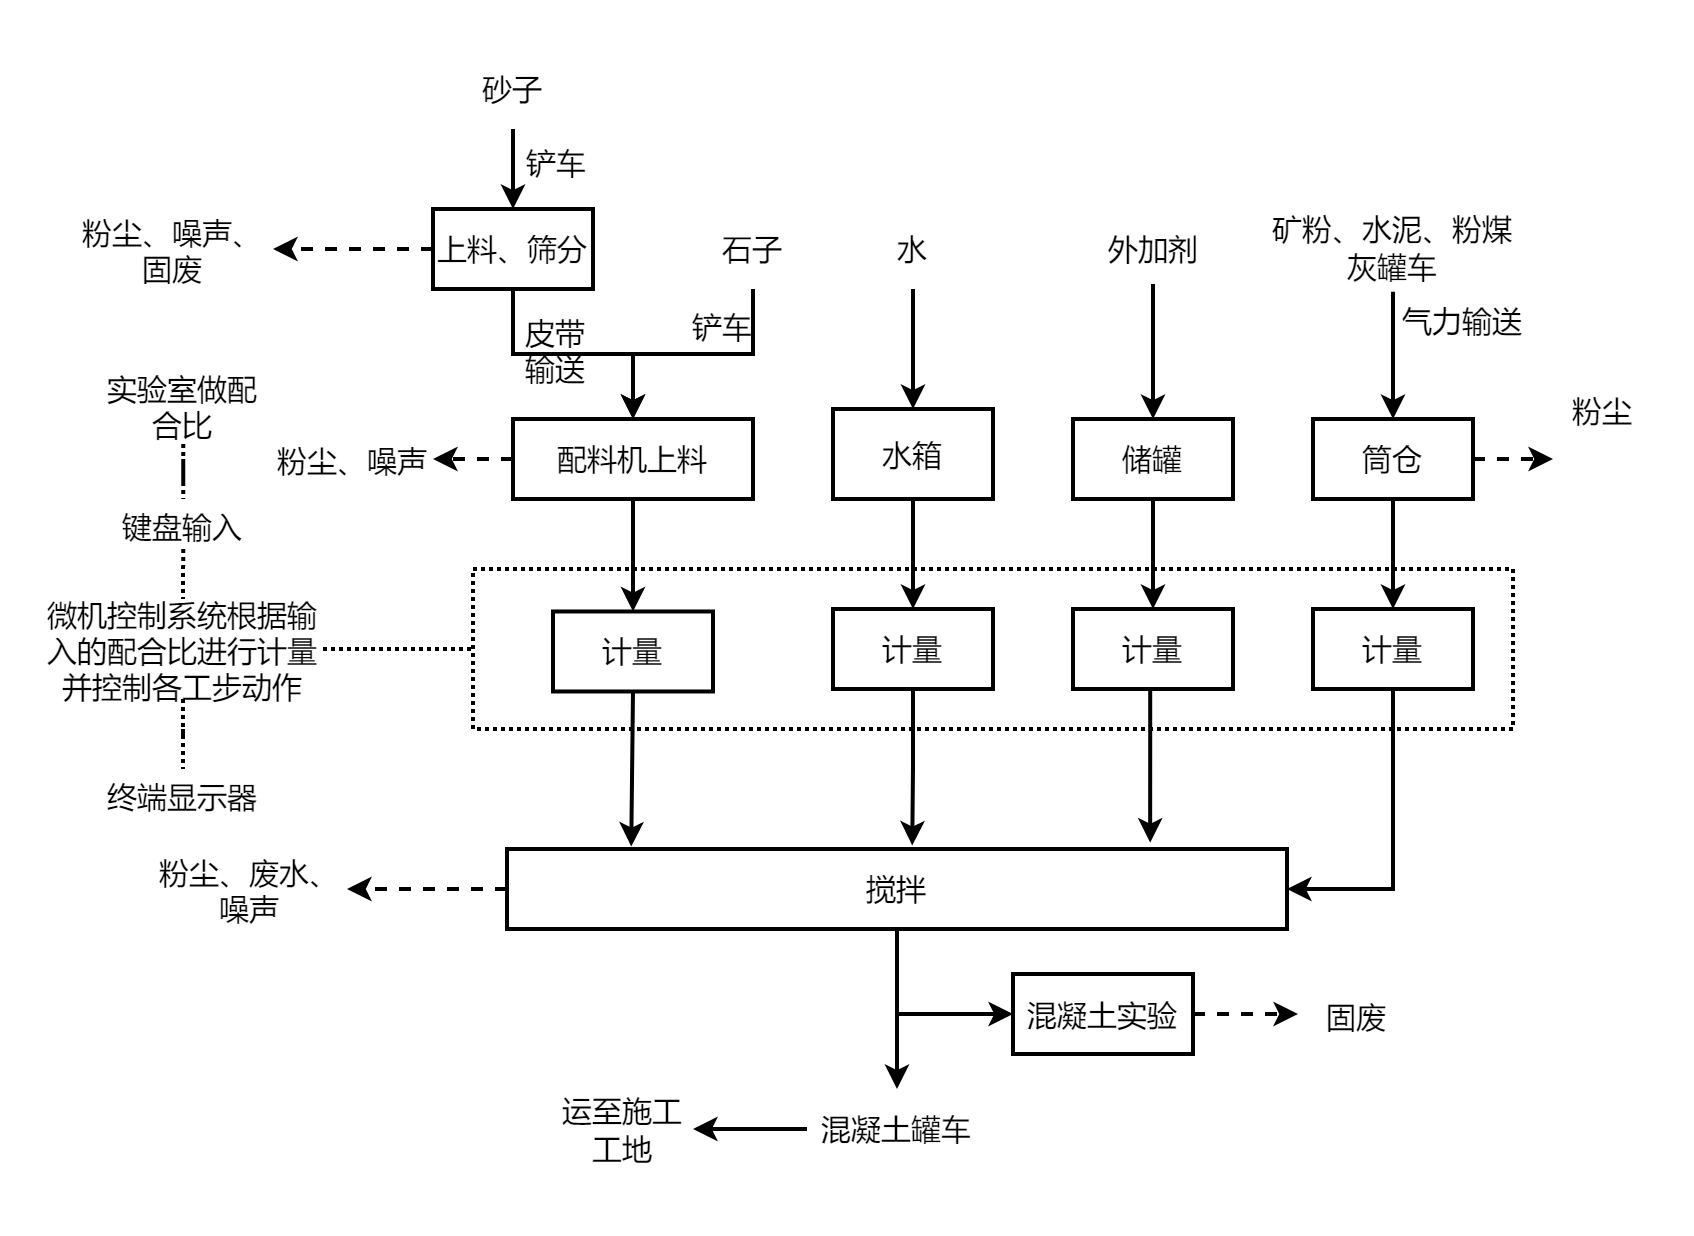 砂子
铲车
粉尘、噪声、
固废
上料、筛分
石子
水
外加剂
矿粉、水泥、粉煤
灰罐车
皮带
输送
铲车
气力输送
实验室做配
合比
粉尘、噪声
配料机上料
水箱
储罐
筒仓
粉尘
键盘输入
微机控制系统根据输
入的配合比进行计量
并控制各工步动作
计量
计量
计量
计量
终端显示器
粉尘、废水、
噪声
搅拌
混凝土实验
固废
运至施工
工地
混凝土罐车